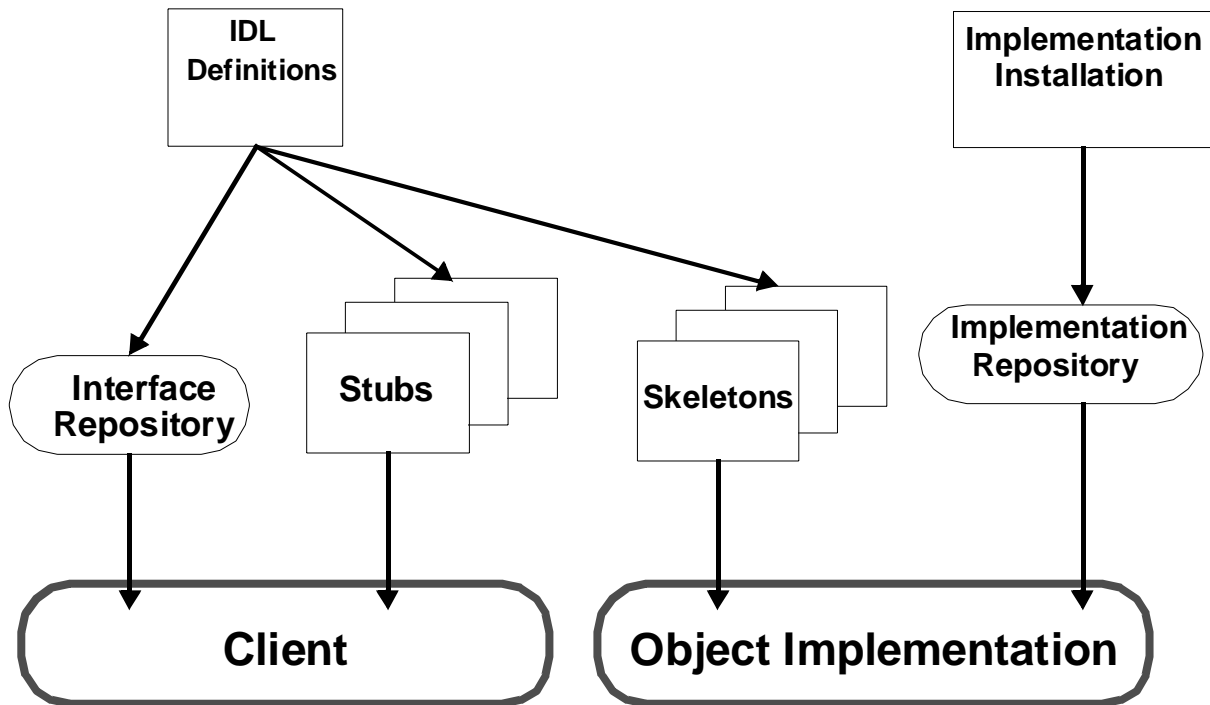 IDL
Definitions
Implementation
Installation
Interface
Repository
Stubs
Skeletons
Implementation
Repository
Client
Object Implementation